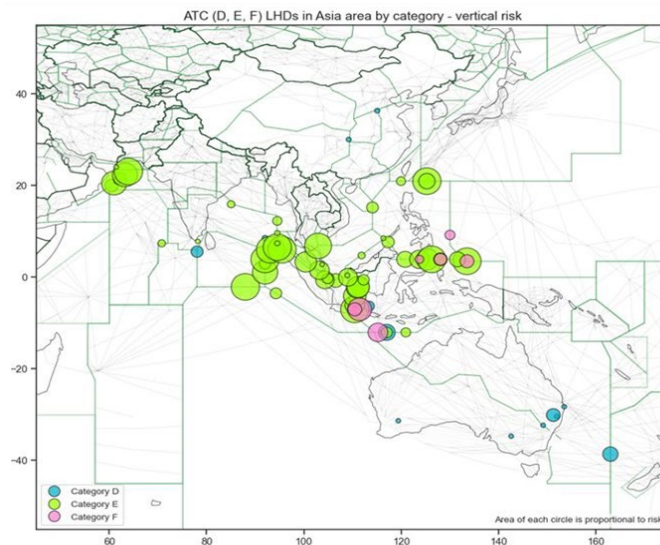 ATC (D, E, F) LHDs in Asia area by category - vertical risk
40
20
0
−20
−40
Category D
Category E
Category F
Area of each circle is proportional to risk
60
80
100
120
140
160